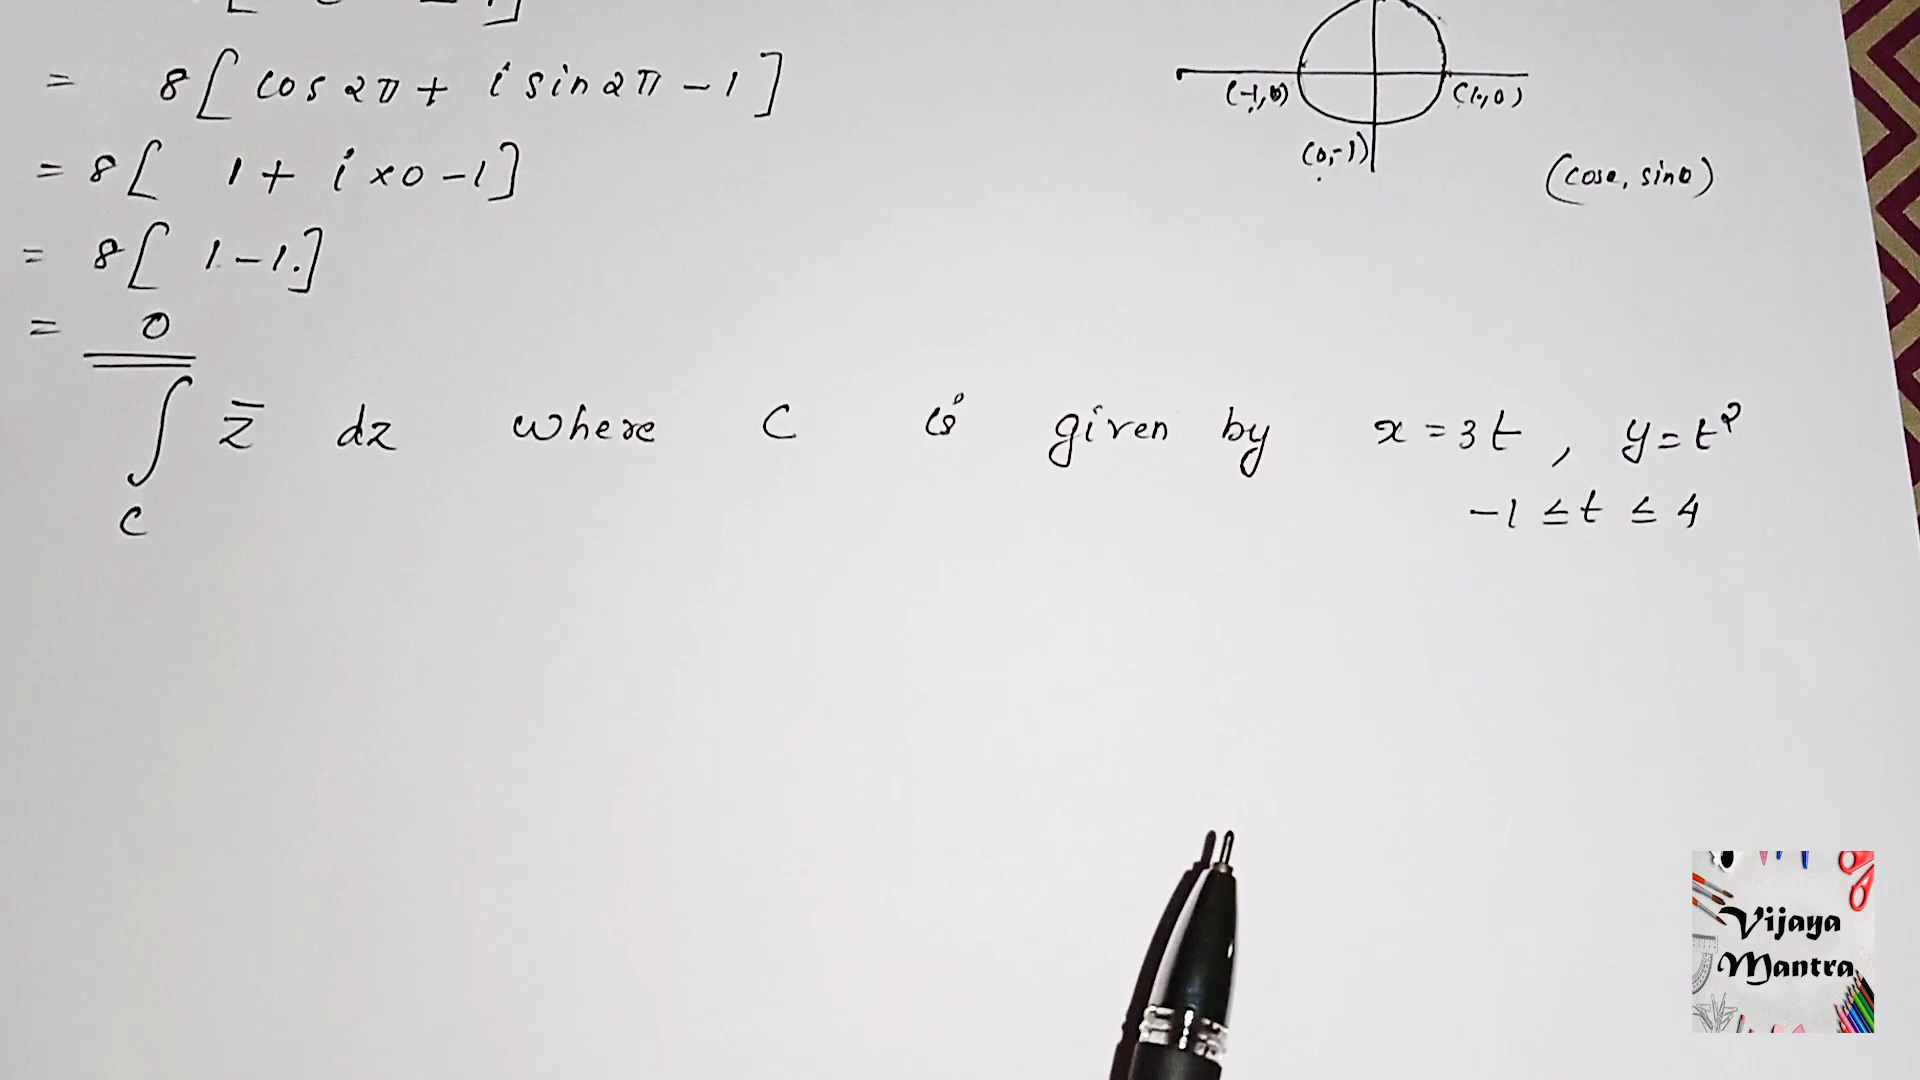 = 8[cos 2π + i sin 2π - 1]
= 8[ 1 + i × 0 - 1]
= 8[ 1 - 1.]
= 0
(-1,0) (1,0)
(0,-1)
(cosθ, sinθ)
∫ z̄ dz where C is given by x = 3t , y = t²
C -1 ≤ t ≤ 4
Vijaya
Mantra